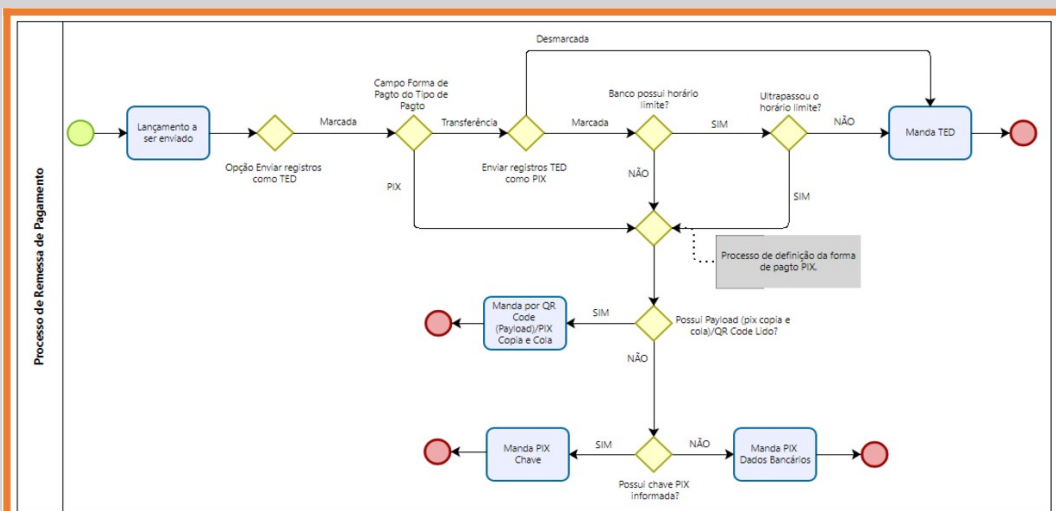 Processo de Remessa de Pagamento
Desmarcada
Campo Forma de
Pagto do Tipo de
Pagto
Banco possui horário
limite?
Ultrapassou o
horário limite?
Lançamento a
ser enviado
Marcada
Transferência
Marcada
SIM
NÃO
Manda TED
Opção Enviar registros
como TED
Enviar registros TED
como PIX
PIX
NÃO
SIM
Processo de definição da forma
de pagto PIX.
Manda por QR
Code
(Payload)/PIX
Copia e Cola
SIM
Possui Payload (pix copia e
cola)/QR Code Lido?
NÃO
Manda PIX
Chave
SIM
NÃO
Manda PIX
Dados Bancários
Possui chave PIX
informada?